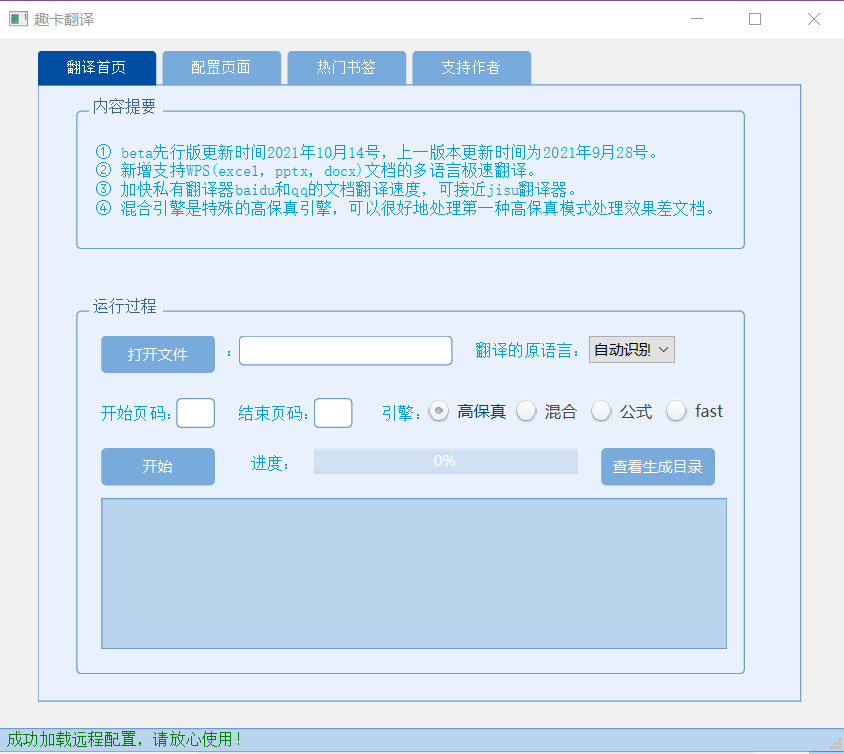 趣卡翻译
翻译首页 配置页面 热门书签 支持作者
内容提要
① beta先行版更新时间2021年10月14号，上一版本更新时间为2021年9月28号。
② 新增支持WPS(excel，pptx，docx)文档的多语言极速翻译。
③ 加快私有翻译器baidu和qq的文档翻译速度，可接近jisu翻译器。
④ 混合引擎是特殊的高保真引擎，可以很好地处理第一种高保真模式处理效果差文档。
运行过程
打开文件 : 翻译的原语言: 自动识别
开始页码: 结束页码: 引擎: 高保真 混合 公式 fast
开始 进度: 0% 查看生成目录
成功加载远程配置，请放心使用!